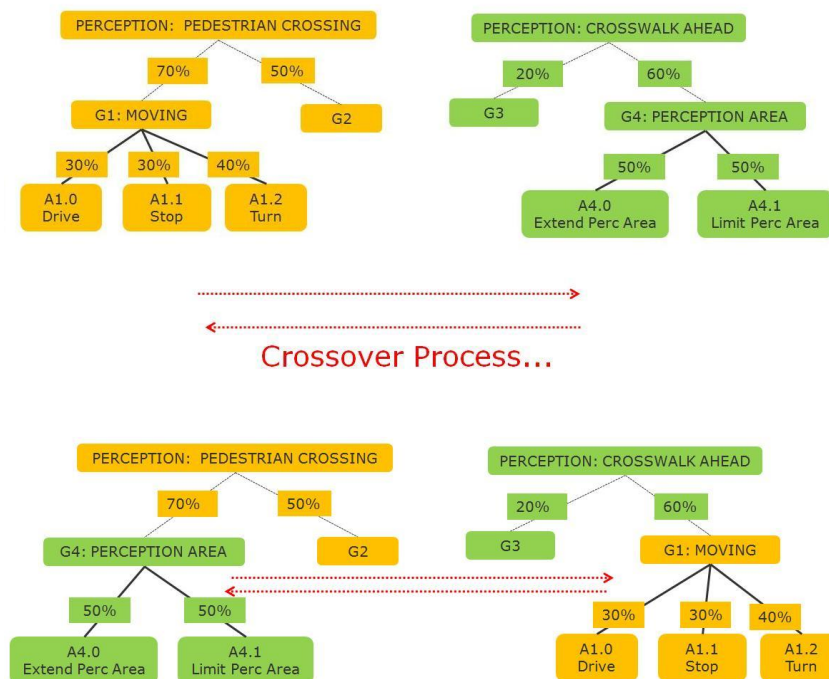 PERCEPTION: PEDESTRIAN CROSSING
PERCEPTION: CROSSWALK AHEAD
70%
50%
20%
60%
G1: MOVING
G2
G3
G4: PERCEPTION AREA
30%
30%
40%
50%
50%
A1.0
Drive
A1.1
Stop
A1.2
Turn
A4.0
Extend Perc Area
A4.1
Limit Perc Area
Crossover Process...
PERCEPTION: PEDESTRIAN CROSSING
PERCEPTION: CROSSWALK AHEAD
70%
50%
20%
60%
G4: PERCEPTION AREA
G2
G3
G1: MOVING
50%
50%
30%
30%
40%
A4.0
Extend Perc Area
A4.1
Limit Perc Area
A1.0
Drive
A1.1
Stop
A1.2
Turn